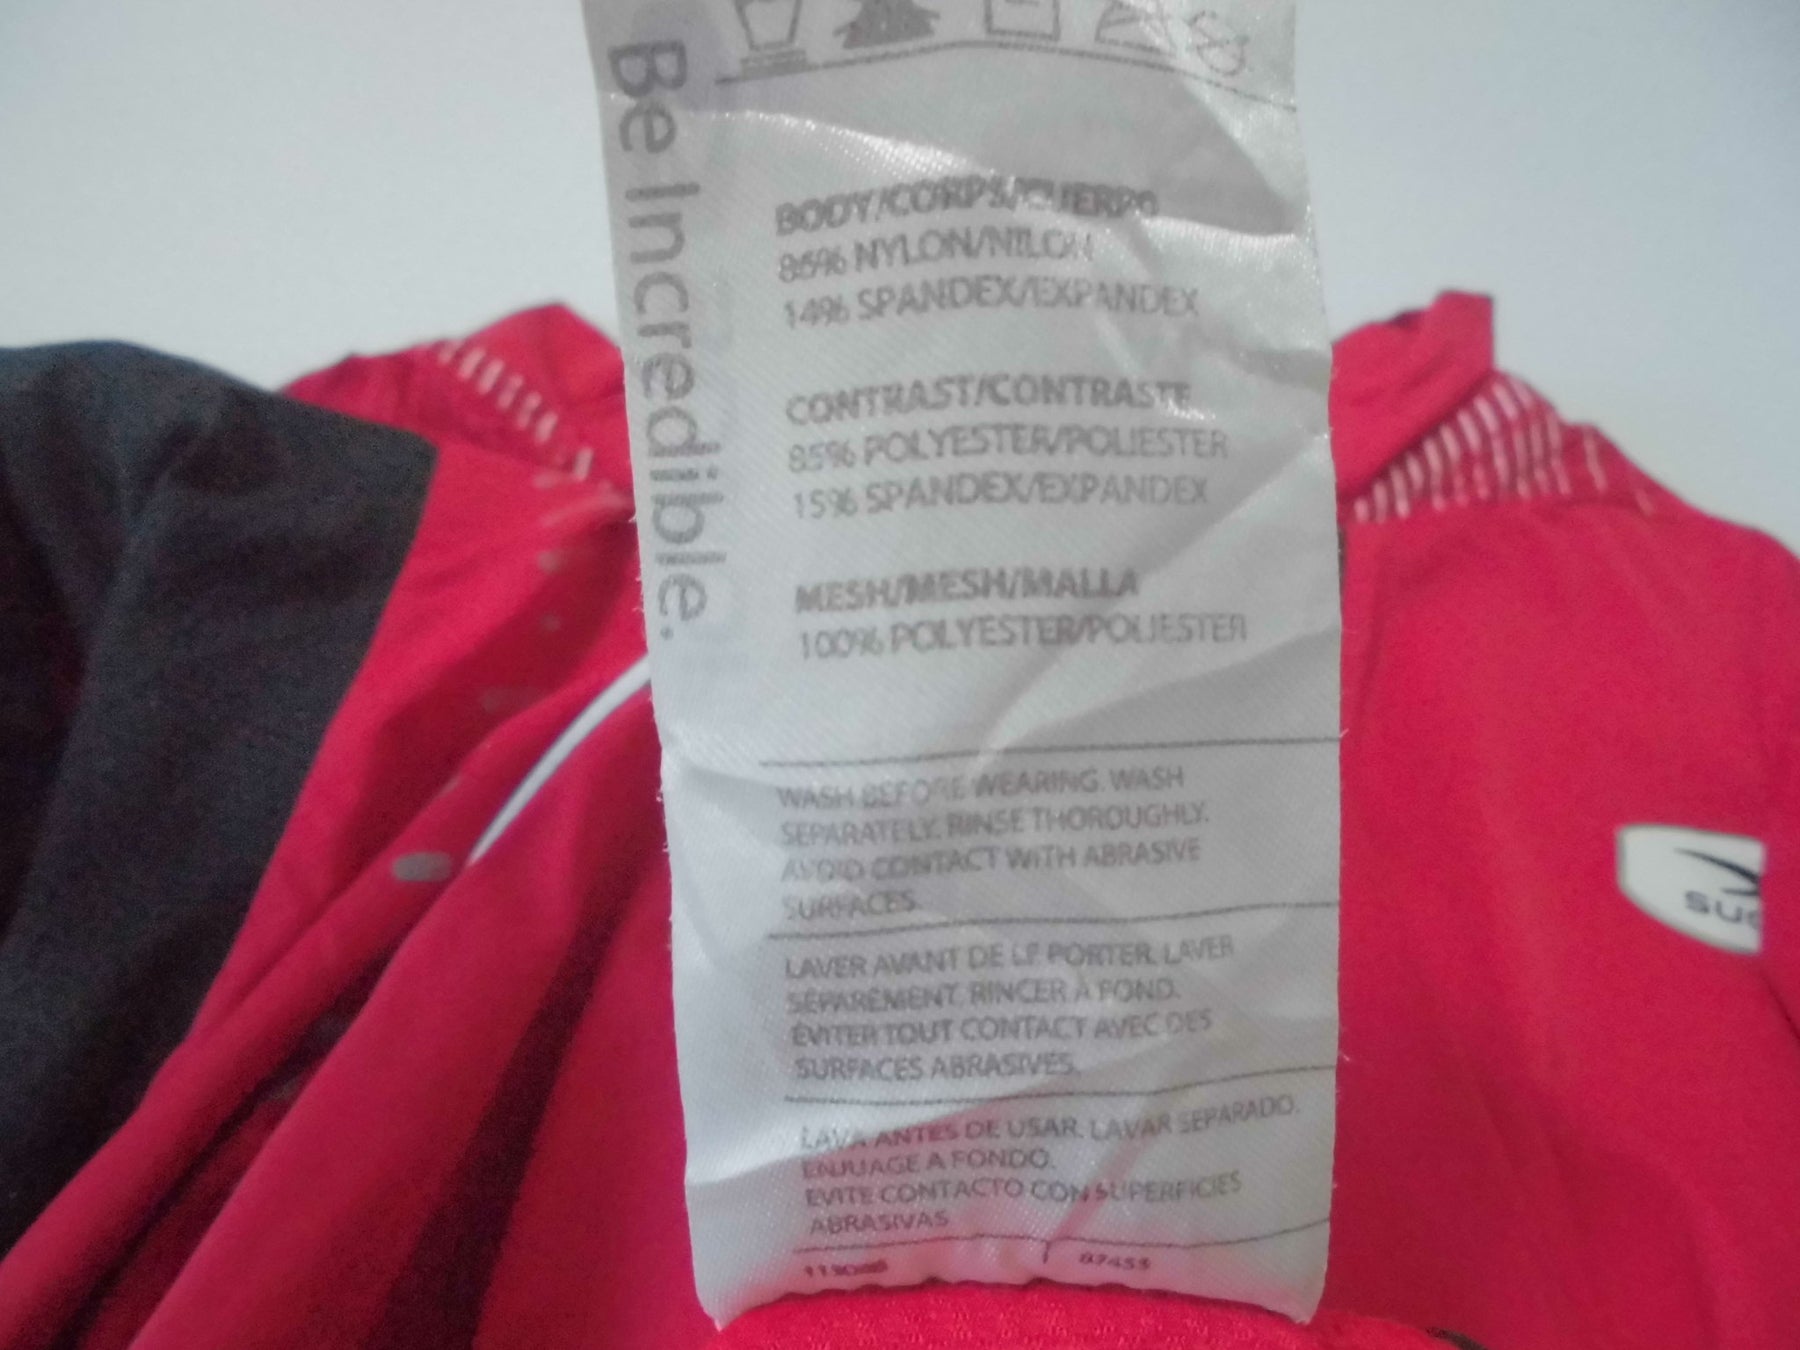 Be Incredible.
BODY/CORPS/CUERPO
86% NYLON/NILON
14% SPANDEX/EXPANDEX
CONTRAST/CONTRASTE
85% POLYESTER/POLIESTER
15% SPANDEX/EXPANDEX
MESH/MESH/MALLA
100% POLYESTER/POLIESTER
WASH BEFORE WEARING. WASH
SEPARATELY. RINSE THOROUGHLY.
AVOID CONTACT WITH ABRASIVE
SURFACES.
LAVER AVANT DE LE PORTER. LAVER
SÉPARÉMENT. RINCER À FOND.
ÉVITER TOUT CONTACT AVEC DES
SURFACES ABRASIVES.
LAVA ANTES DE USAR. LAVAR SEPARADO.
ENJUAGE A FONDO.
EVITE CONTACTO CON SUPERFICIES
ABRASIVAS
87455